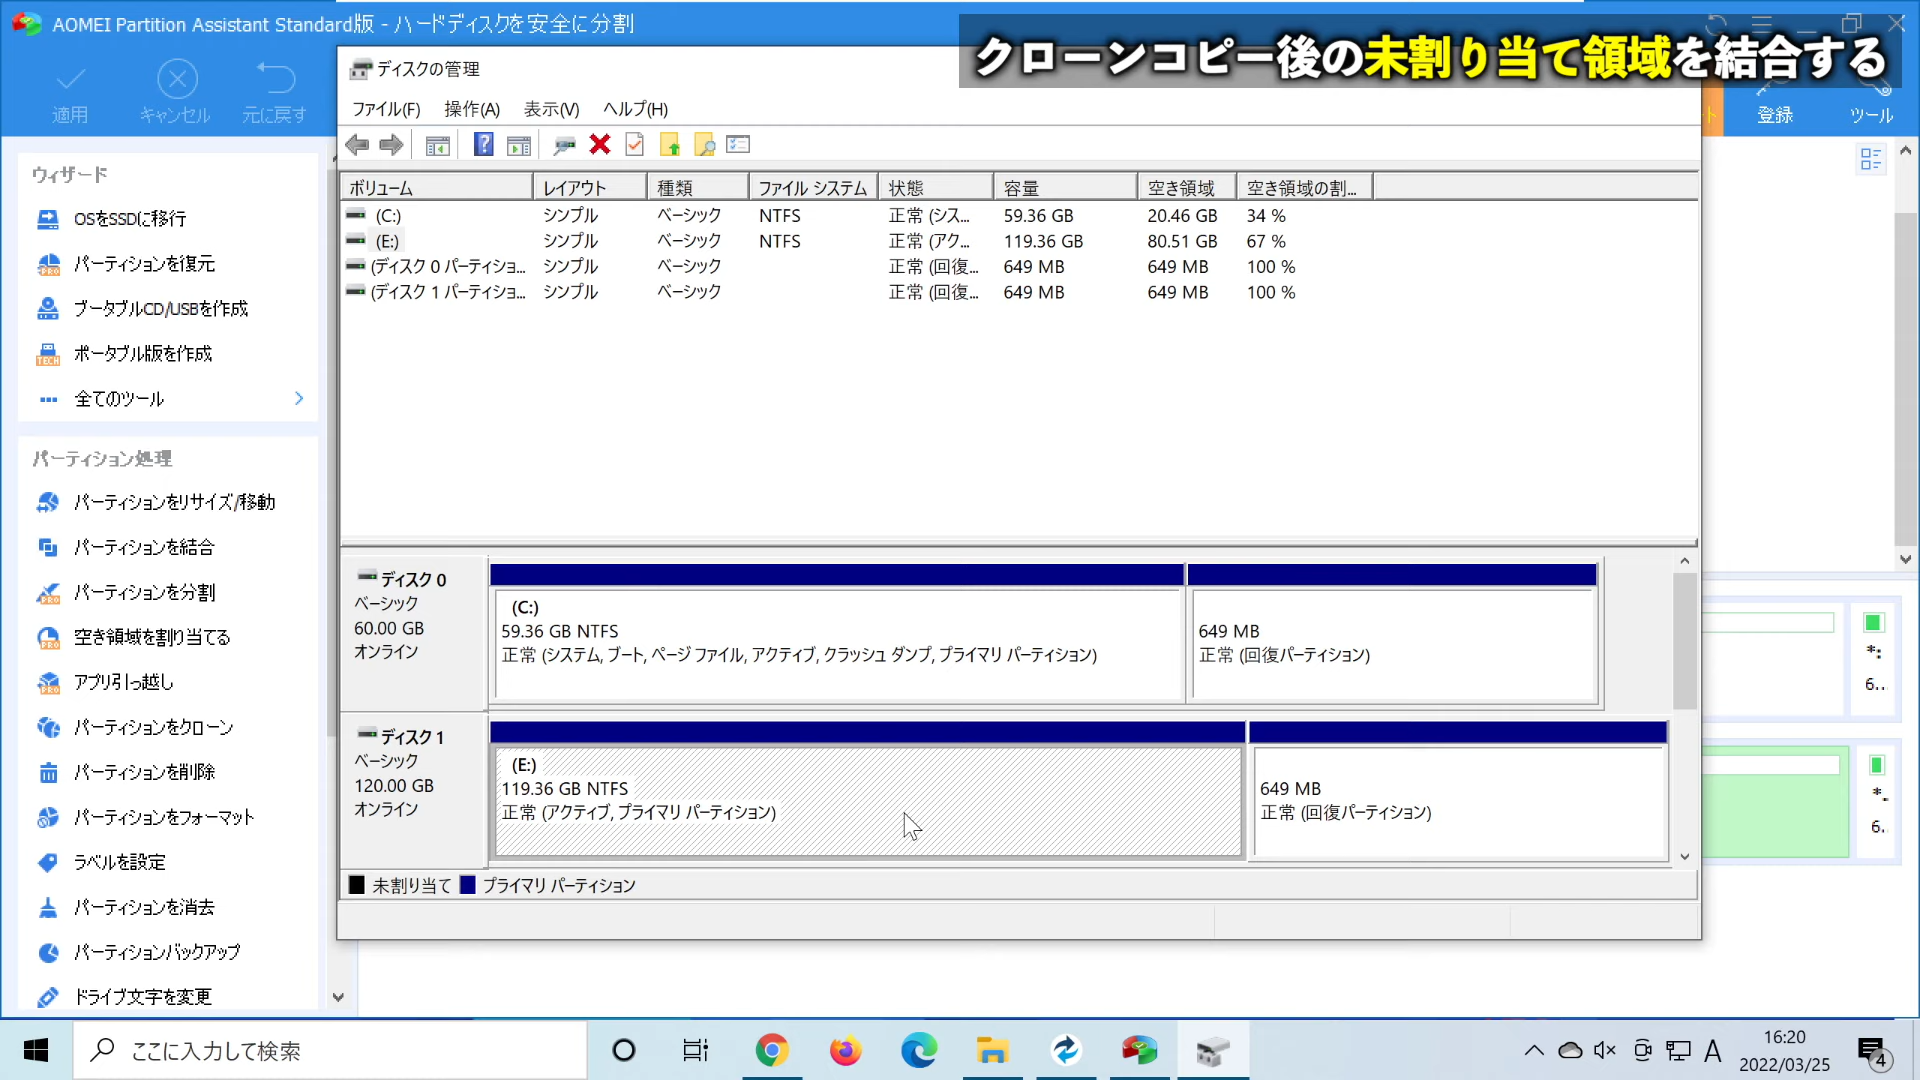 AOMEI Partition Assistant Standard版 - ハードディスクを安全に分割
クローンコピー後の未割り当て領域を結合する
適用
キャンセル
元に戻す
登録
ツール
ウィザード
OSをSSDに移行
パーティションを復元
ブータブルCD/USBを作成
ポータブル版を作成
全てのツール
パーティション処理
パーティションをリサイズ/移動
パーティションを結合
パーティションを分割
空き領域を割り当てる
アプリ引っ越し
パーティションをクローン
パーティションを削除
パーティションをフォーマット
ラベルを設定
パーティションを消去
パーティションバックアップ
ドライブ文字を変更
ディスクの管理
ファイル(F) 操作(A) 表示(V) ヘルプ(H)
ボリューム レイアウト 種類 ファイル システム 状態 容量 空き領域 空き領域の割...
(C:) シンプル ベーシック NTFS 正常 (シス... 59.36 GB 20.46 GB 34 %
(E:) シンプル ベーシック NTFS 正常 (アク... 119.36 GB 80.51 GB 67 %
(ディスク 0 パーティショ... シンプル ベーシック 正常 (回復... 649 MB 649 MB 100 %
(ディスク 1 パーティショ... シンプル ベーシック 正常 (回復... 649 MB 649 MB 100 %
ディスク 0
ベーシック
60.00 GB
オンライン
(C:)
59.36 GB NTFS
正常 (システム, ブート, ページ ファイル, アクティブ, クラッシュ ダンプ, プライマリ パーティション)
649 MB
正常 (回復パーティション)
ディスク 1
ベーシック
120.00 GB
オンライン
(E:)
119.36 GB NTFS
正常 (アクティブ, プライマリ パーティション)
649 MB
正常 (回復パーティション)
未割り当て プライマリ パーティション
*:
6..
*.
6.
ここに入力して検索
A
16:20
2022/03/25
4